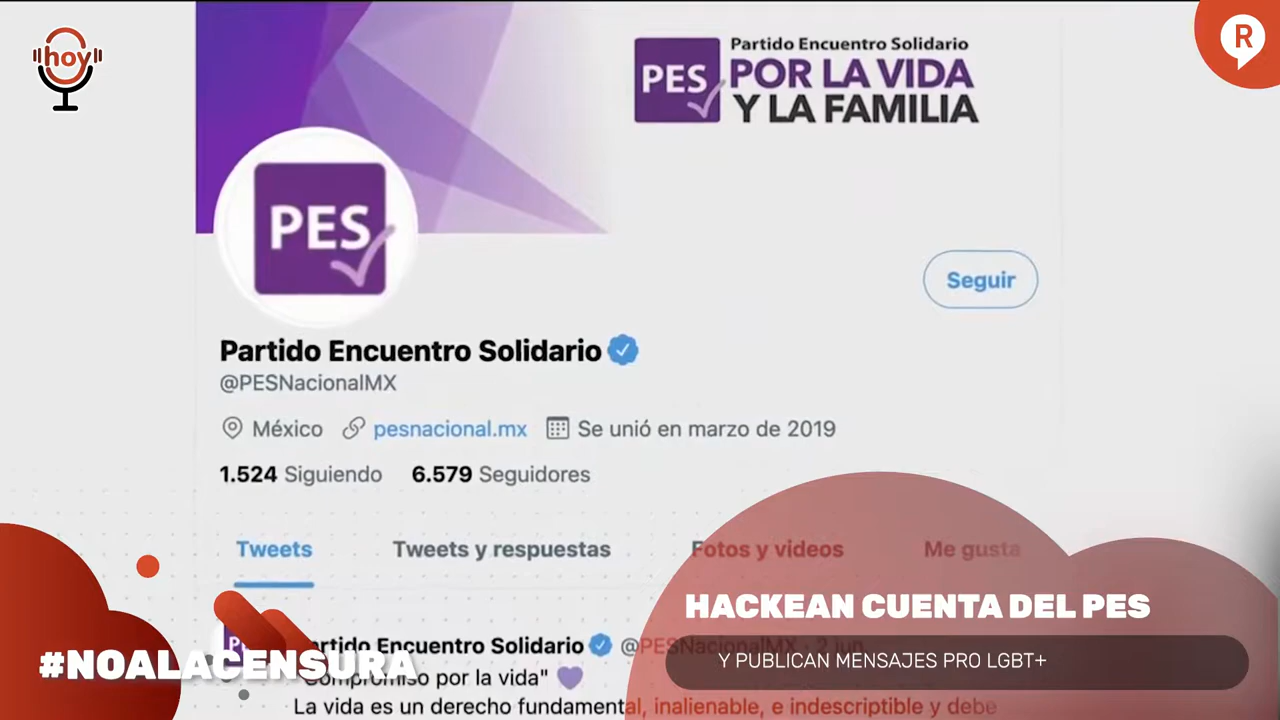 hoy
R
Partido Encuentro Solidario
PES POR LA VIDA
Y LA FAMILIA
PES
Seguir
Partido Encuentro Solidario
@PESNacionalMX
México pesnacional.mx Se unió en marzo de 2019
1.524 Siguiendo 6.579 Seguidores
Tweets Tweets y respuestas Fotos y videos Me gusta
HACKEAN CUENTA DEL PES
Y PUBLICAN MENSAJES PRO LGBT+
Partido Encuentro Solidario @PESNacionalMX · 2 jun.
#NOALACENSURA
"Compromiso por la vida"
La vida es un derecho fundamental, inalienable, e indescriptible y debe